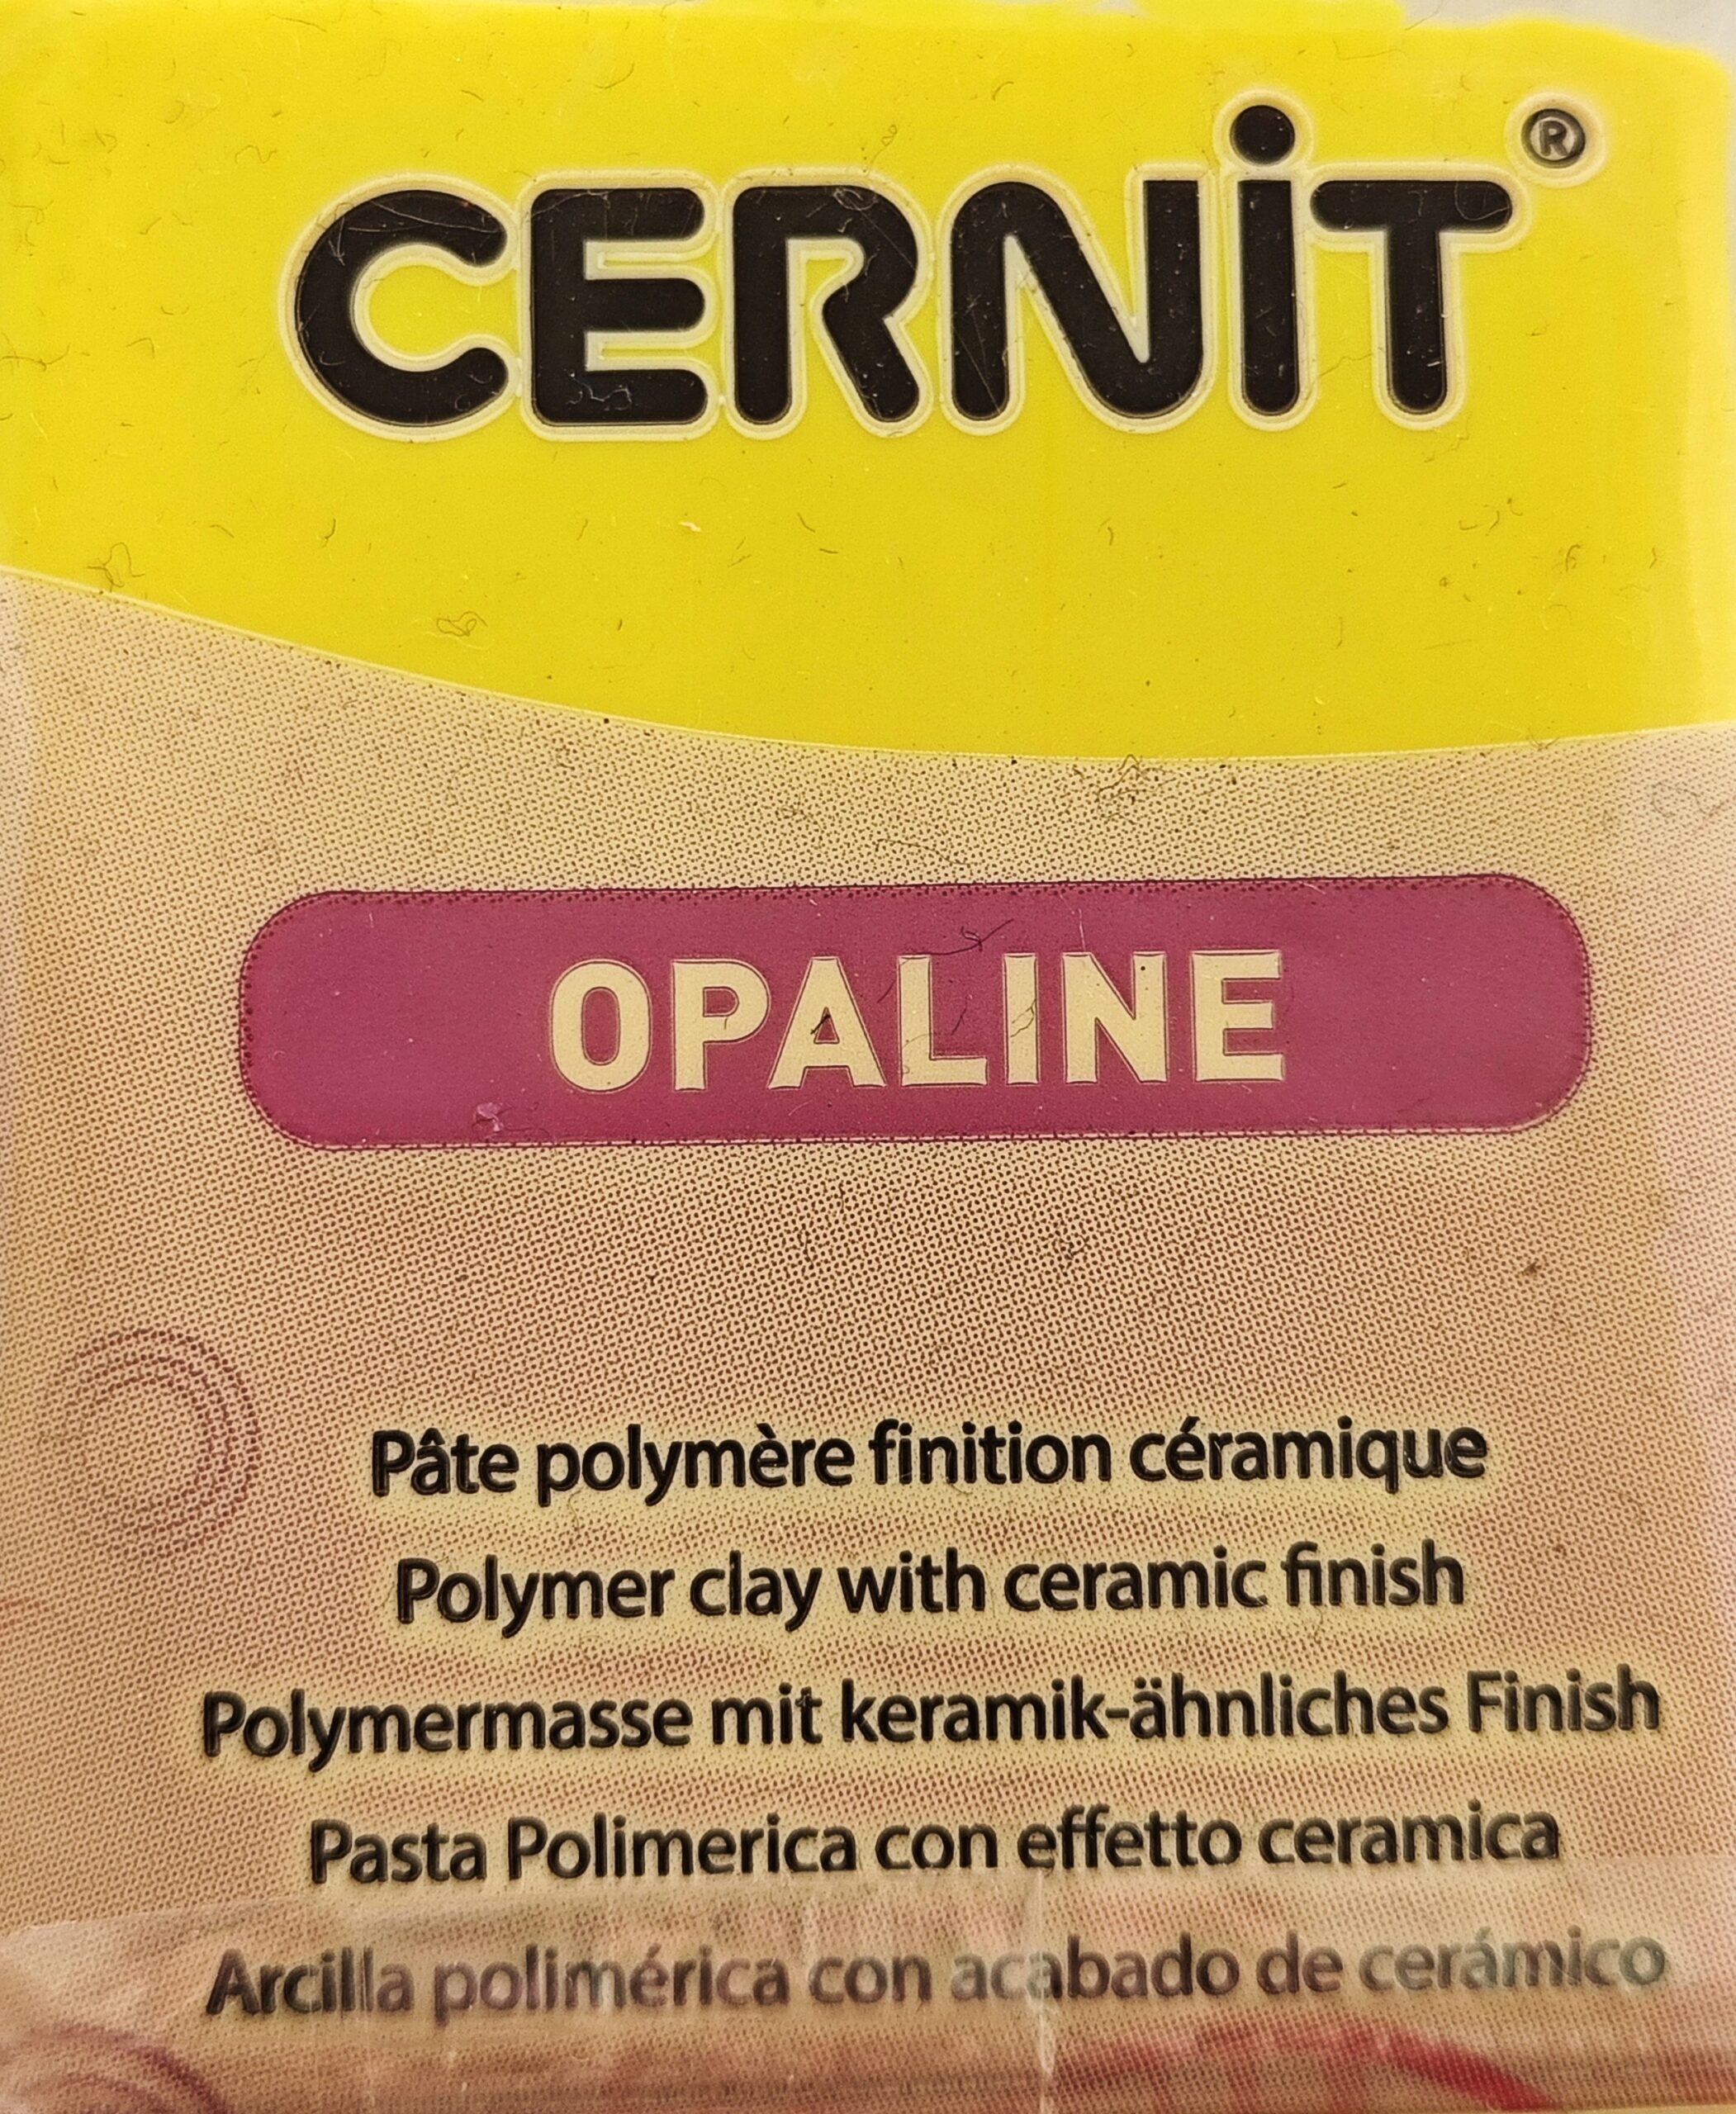 CERNiT®
OPALINE
Pâte polymère finition céramique
Polymer clay with ceramic finish
Polymermasse mit keramik-ähnliches Finish
Pasta Polimerica con effetto ceramica
Arcilla polimérica con acabado de cerámico